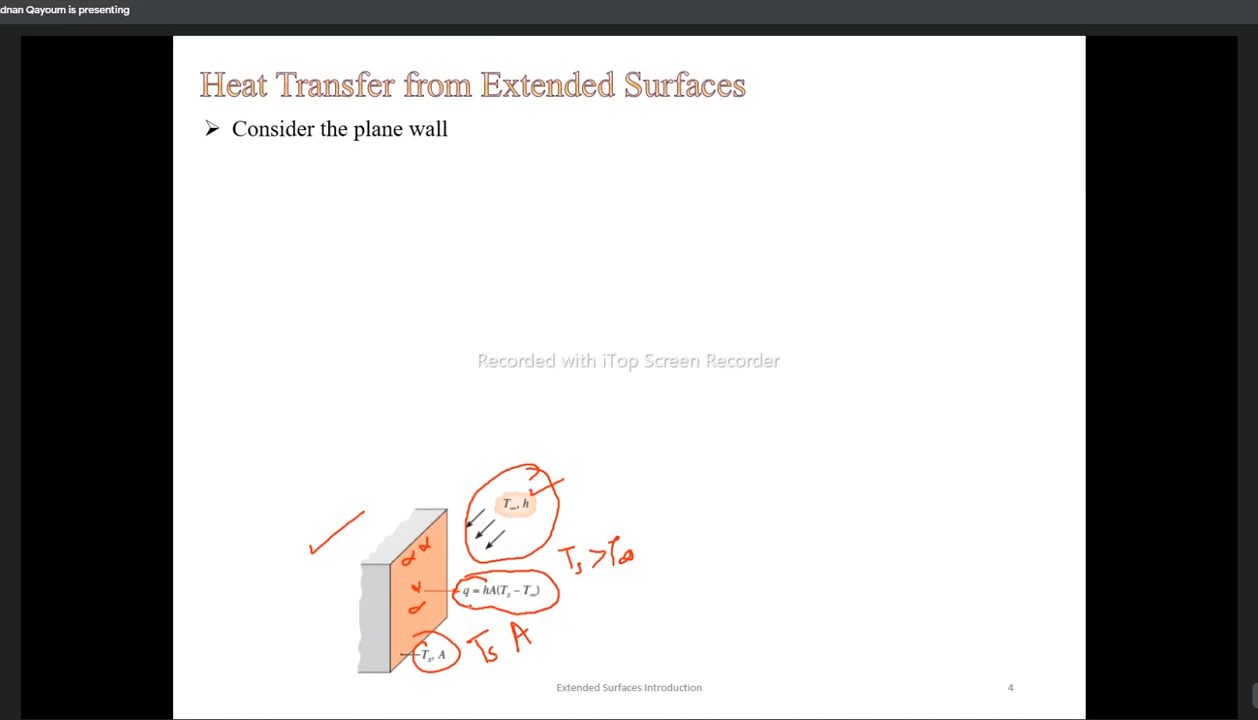 dnan Qayoum is presenting
Heat Transfer from Extended Surfaces
➢ Consider the plane wall
Recorded with iTop Screen Recorder
T∞, h
Ts > T∞
q = hA(Ts – T∞)
Ts A
Ts, A
Extended Surfaces Introduction
4